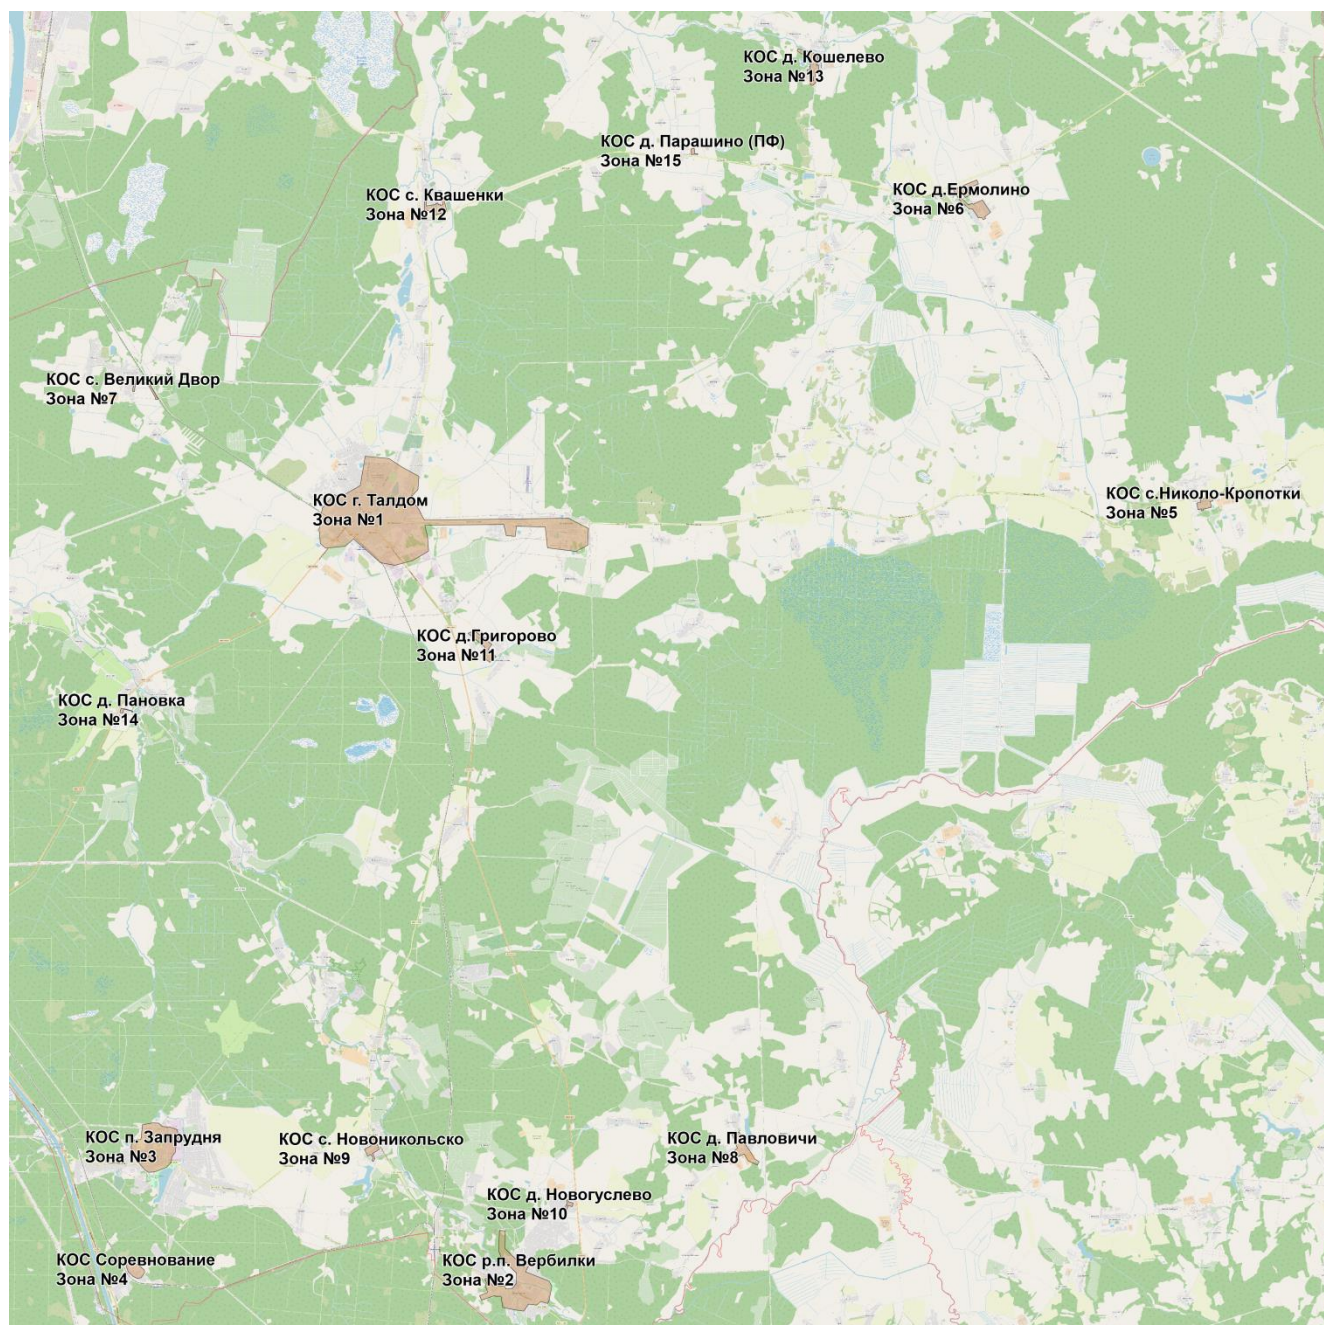 КОС д. Кошелево
Зона №13
КОС д. Парашино (ПФ)
Зона №15
КОС с. Квашенки
Зона №12
КОС д.Ермолино
Зона №6
КОС с. Великий Двор
Зона №7
КОС г. Талдом
Зона №1
КОС с.Николо-Кропотки
Зона №5
КОС д.Григорово
Зона №11
КОС д. Пановка
Зона №14
КОС п. Запрудня
Зона №3
КОС с. Новоникольско
Зона №9
КОС д. Павловичи
Зона №8
КОС д. Новогуслево
Зона №10
КОС Соревнование
Зона №4
КОС р.п. Вербилки
Зона №2